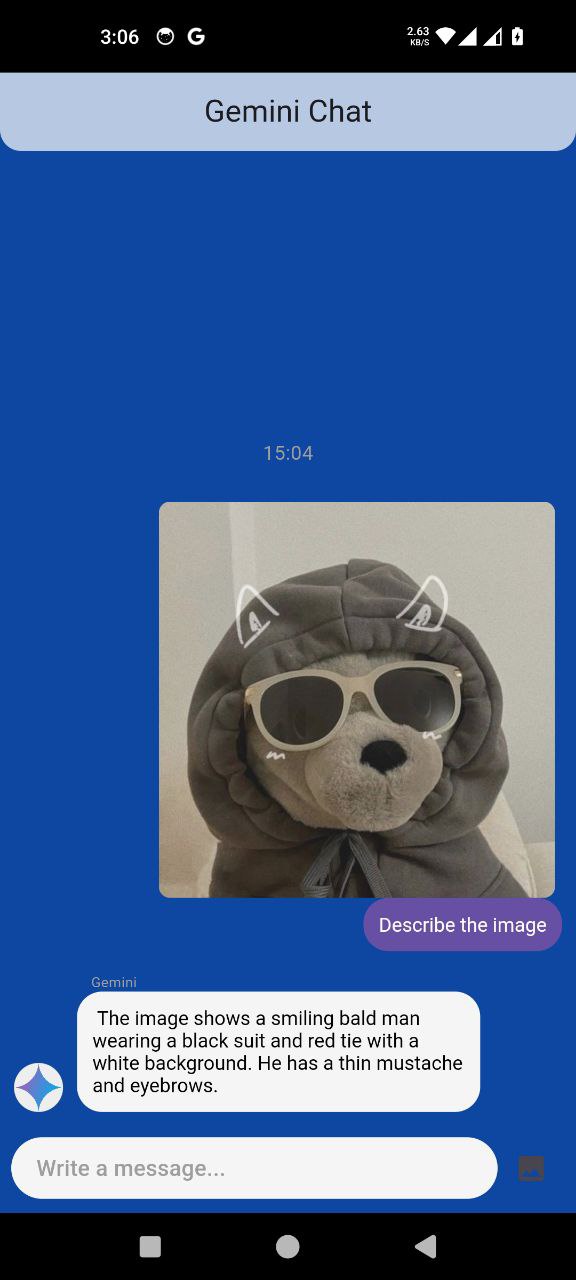 3:06
2.63
KB/S
Gemini Chat
15:04
Describe the image
Gemini
The image shows a smiling bald man
wearing a black suit and red tie with a
white background. He has a thin mustache
and eyebrows.
Write a message...